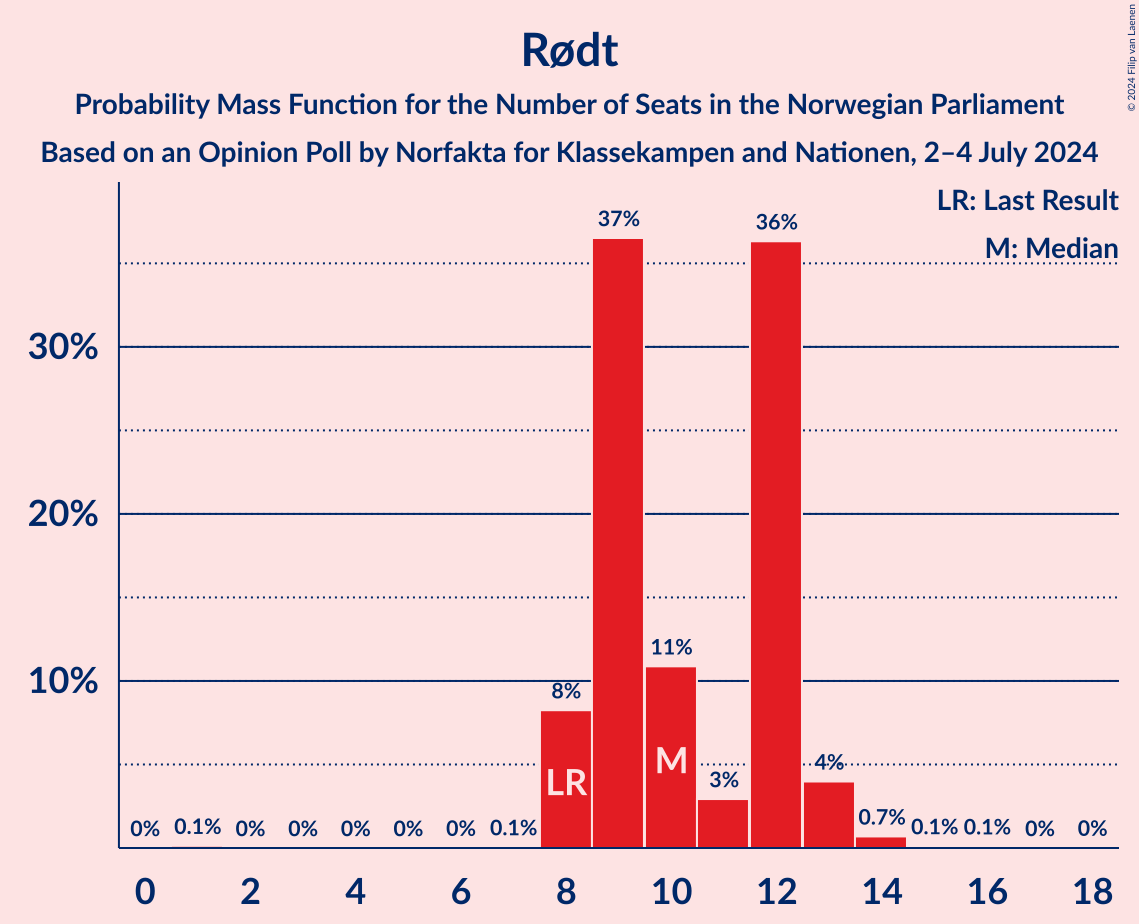 © 2024 Filip van Laenen
Rødt
Probability Mass Function for the Number of Seats in the Norwegian Parliament
Based on an Opinion Poll by Norfakta for Klassekampen and Nationen, 2–4 July 2024
LR: Last Result
M: Median
37%
36%
30%
20%
11%
10%
8%
M
4%
3%
LR
0.7%
0% 0.1% 0% 0% 0% 0% 0% 0.1% 0.1% 0.1% 0% 0%
0 2 4 6 8 10 12 14 16 18